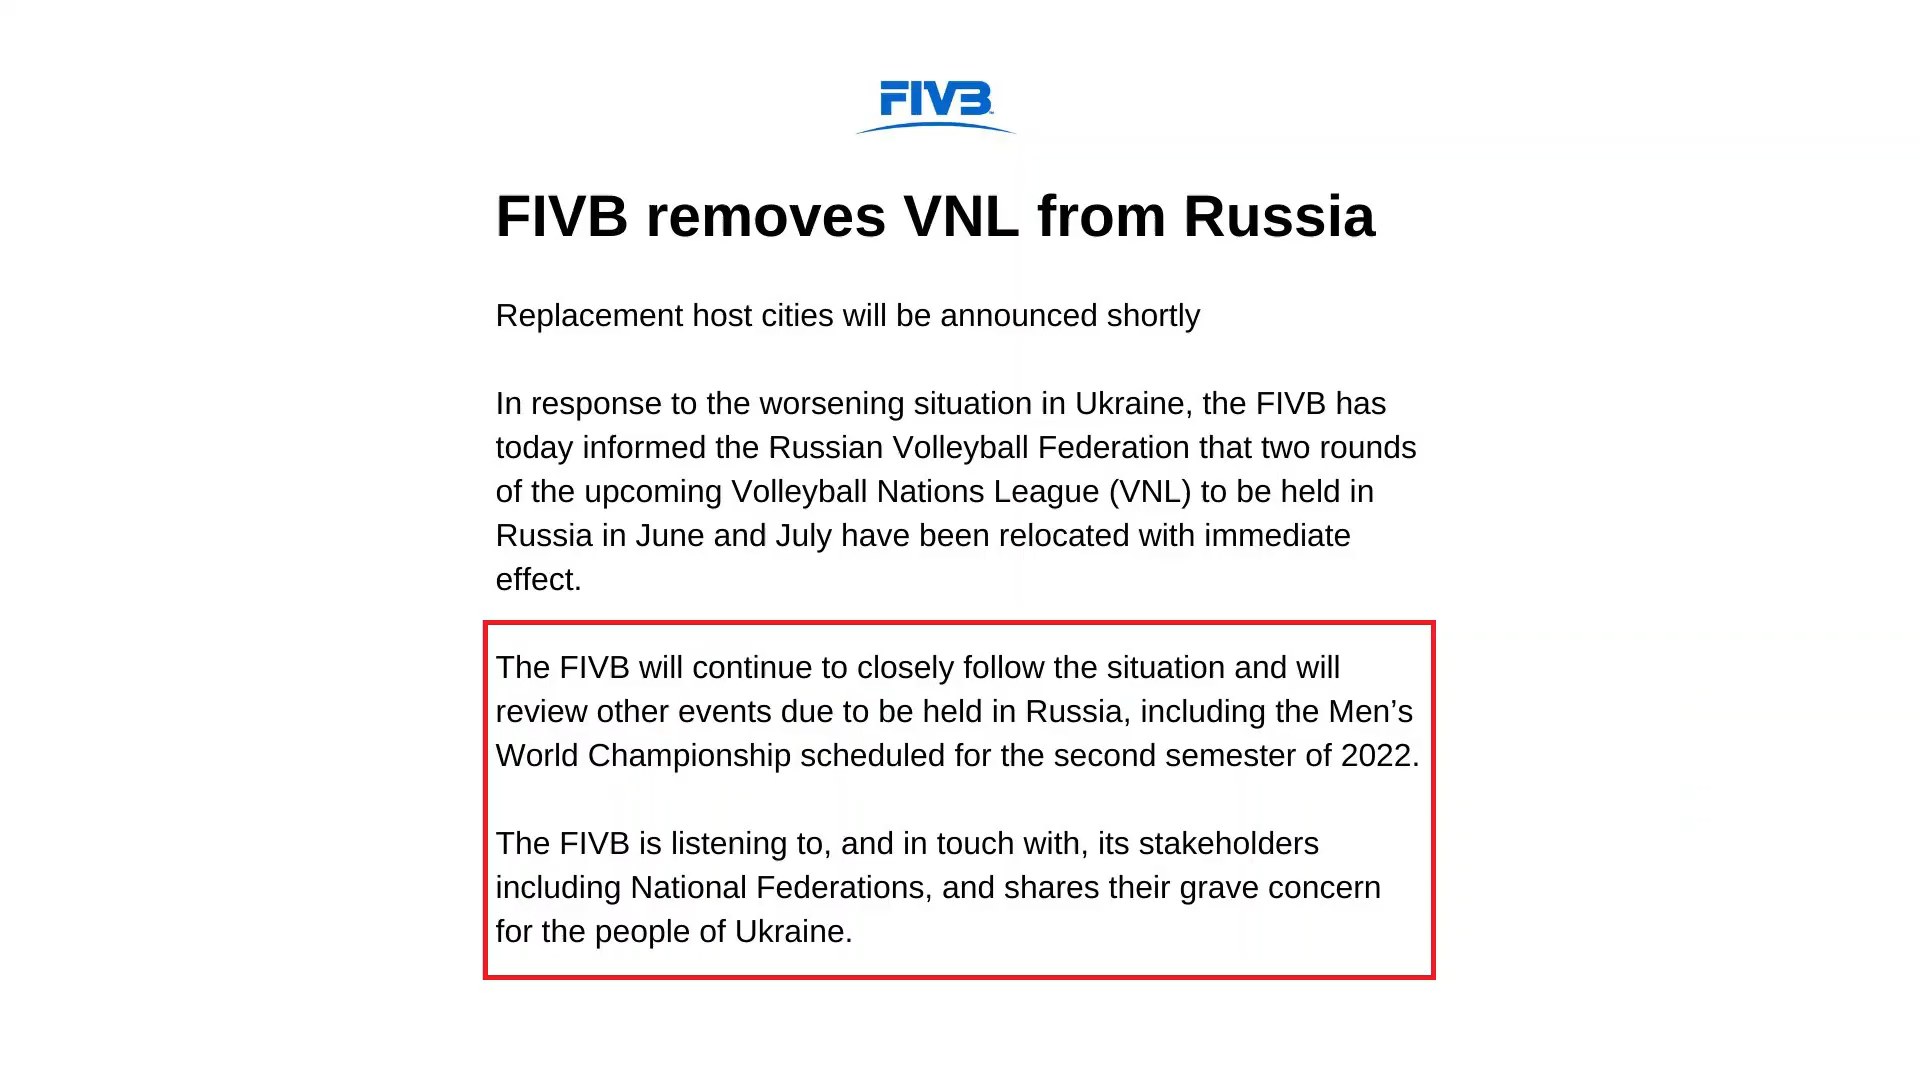 FIVB
FIVB removes VNL from Russia
Replacement host cities will be announced shortly
In response to the worsening situation in Ukraine, the FIVB has
today informed the Russian Volleyball Federation that two rounds
of the upcoming Volleyball Nations League (VNL) to be held in
Russia in June and July have been relocated with immediate
effect.
The FIVB will continue to closely follow the situation and will
review other events due to be held in Russia, including the Men’s
World Championship scheduled for the second semester of 2022.
The FIVB is listening to, and in touch with, its stakeholders
including National Federations, and shares their grave concern
for the people of Ukraine.